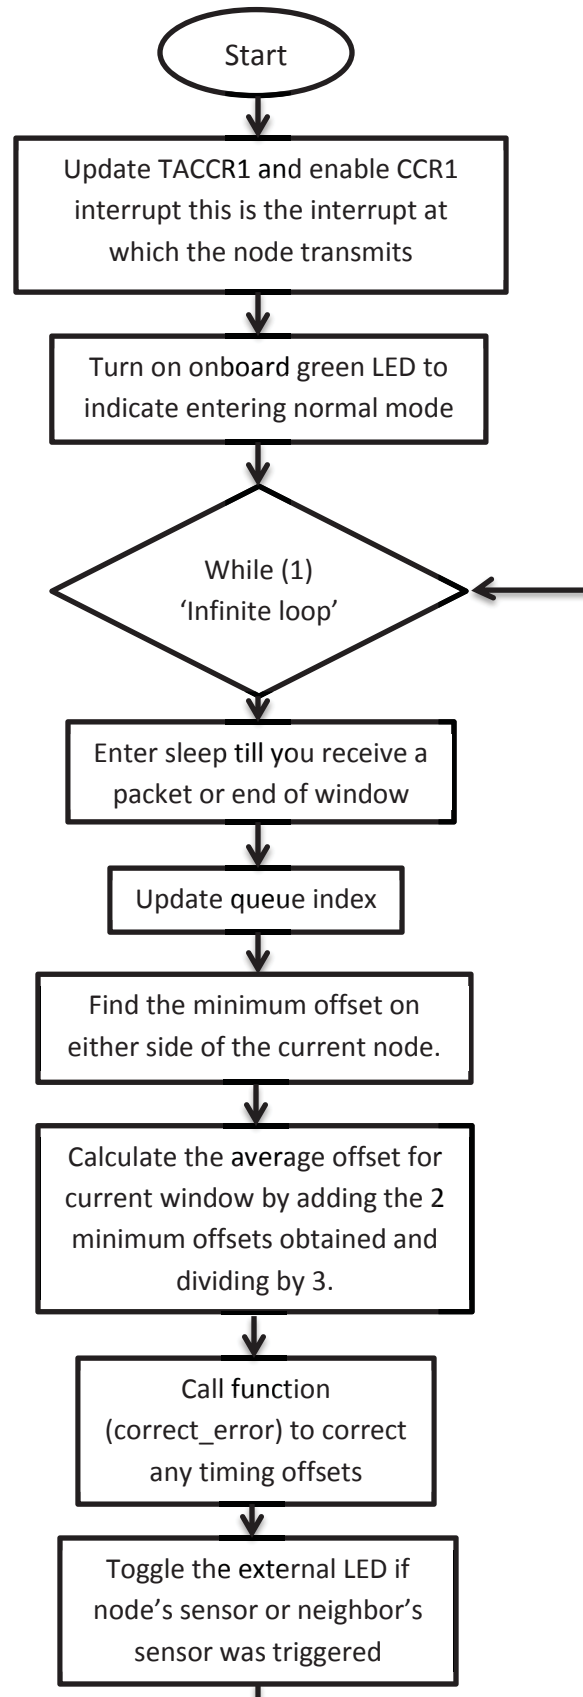 Start
Update TACCR1 and enable CCR1
interrupt this is the interrupt at
which the node transmits
Turn on onboard green LED to
indicate entering normal mode
While (1)
‘Infinite loop’
Enter sleep till you receive a
packet or end of window
Update queue index
Find the minimum offset on
either side of the current node.
Calculate the average offset for
current window by adding the 2
minimum offsets obtained and
dividing by 3.
Call function
(correct_error) to correct
any timing offsets
Toggle the external LED if
node’s sensor or neighbor’s
sensor was triggered